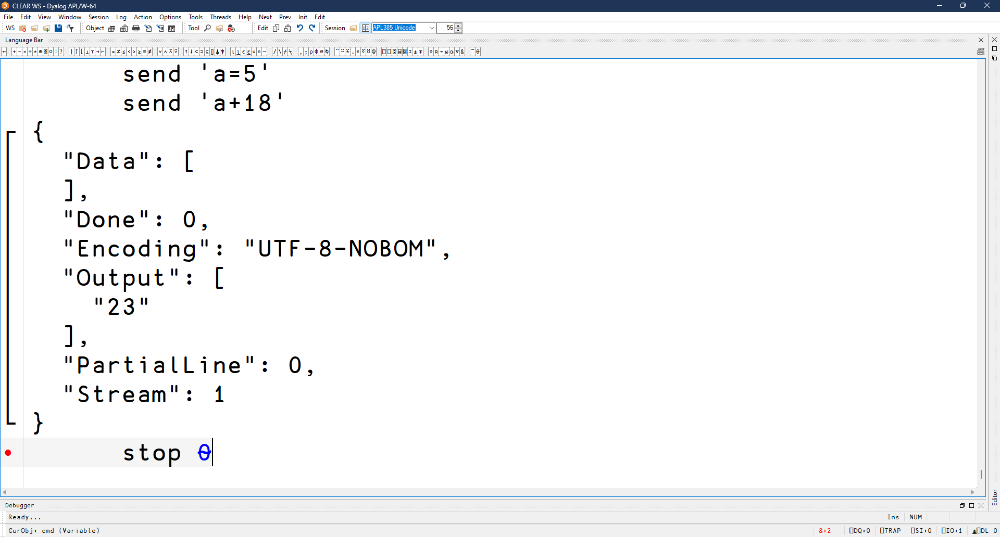 CLEAR WS - Dyalog APL/W-64
File Edit View Window Session Log Action Options Tools Threads Help Next Prev Init Edit
WS Object Tool Edit Session APL385 Unicode 56
Language Bar
send 'a=5'
send 'a+18'
{
"Data": [
],
"Done": 0,
"Encoding": "UTF-8-NOBOM",
"Output": [
"23"
],
"PartialLine": 0,
"Stream": 1
}
stop ⍬
Editor
Debugger
Ready...
Ins NUM
CurObj: cmd (Variable)
&:2 ⎕DQ:0 ⎕TRAP ⎕SI:0 ⎕IO:1 ⎕DL 0